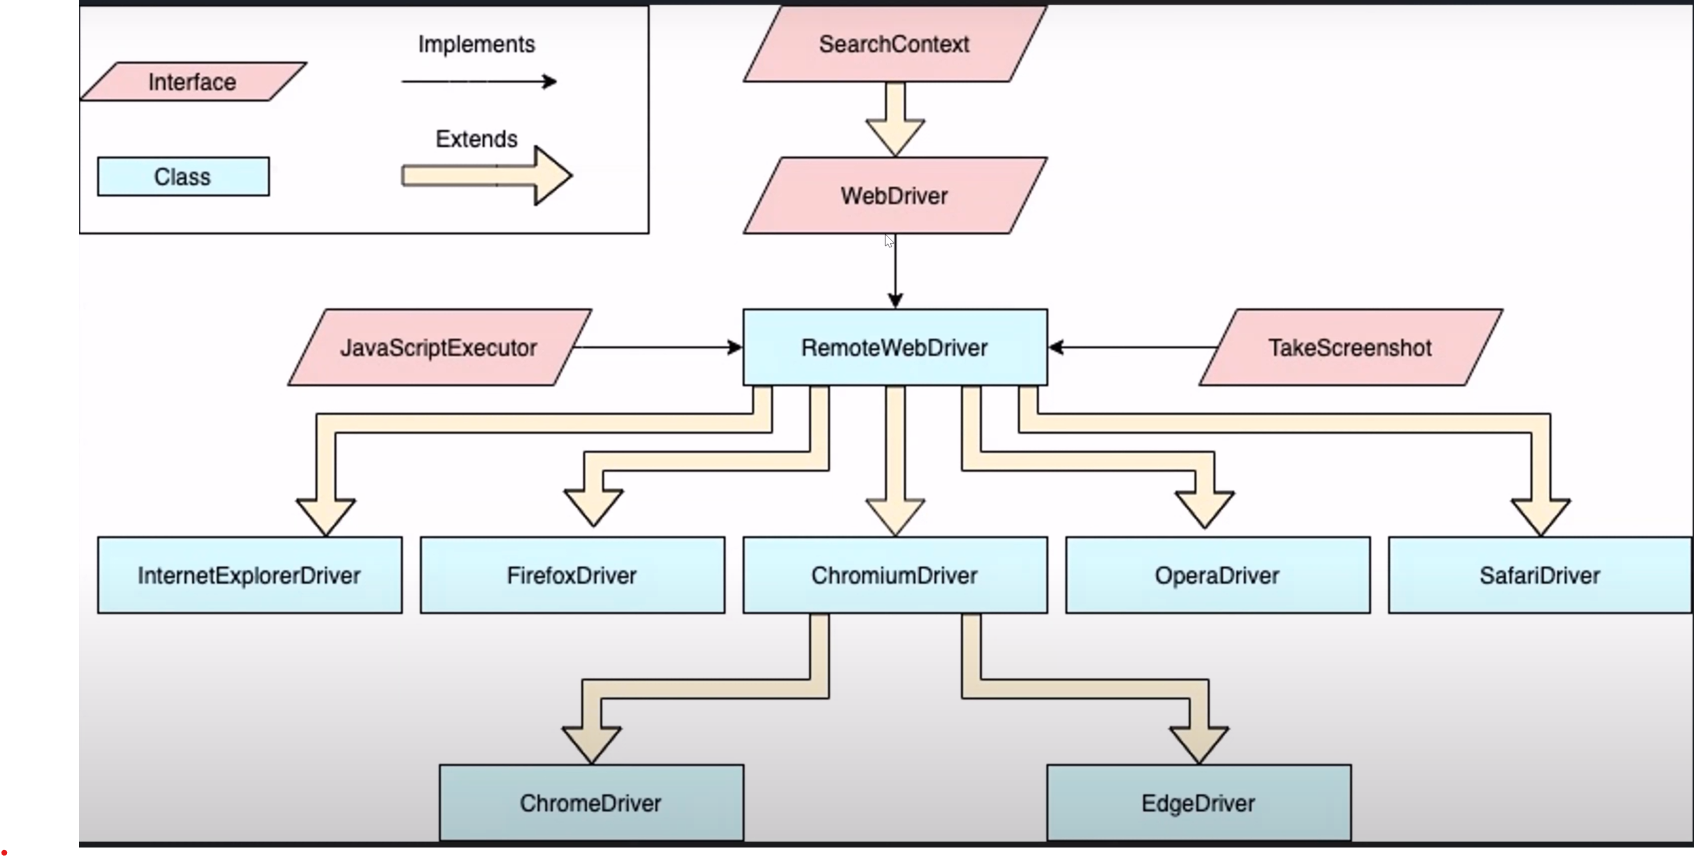 Implements
Interface
Extends
Class
SearchContext
WebDriver
JavaScriptExecutor
RemoteWebDriver
TakeScreenshot
InternetExplorerDriver
FirefoxDriver
ChromiumDriver
OperaDriver
SafariDriver
ChromeDriver
EdgeDriver